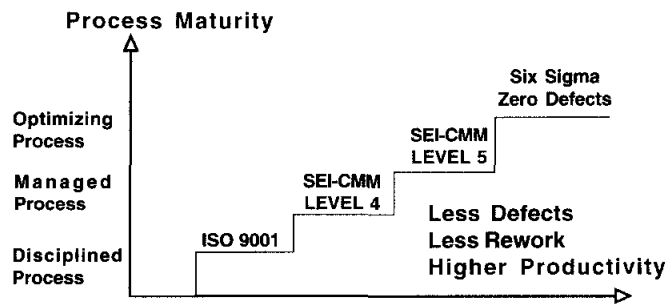 Process Maturity
Six Sigma
Zero Defects
Optimizing
Process
SEI-CMM
LEVEL 5
Managed
Process
SEI-CMM
LEVEL 4
Less Defects
Less Rework
Higher Productivity
ISO 9001
Disciplined
Process